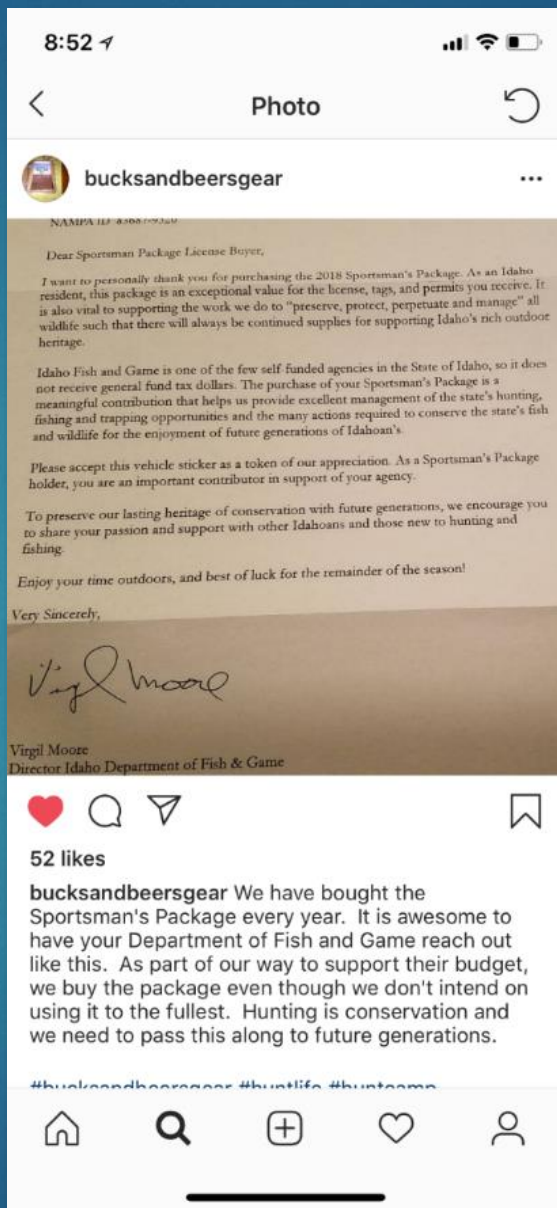 8:52
Photo
bucksandbeersgear
NAMPA ID
Dear Sportsman Package License Buyer,
I want to personally thank you for purchasing the 2018 Sportsman's Package. As an Idaho
resident, this package is an exceptional value for the license, tags, and permits you receive. It
is also vital to supporting the work we do to "preserve, protect, perpetuate and manage" all
wildlife such that there will always be continued supplies for supporting Idaho's rich outdoor
heritage.
Idaho Fish and Game is one of the few self-funded agencies in the State of Idaho, so it does
not receive general fund tax dollars. The purchase of your Sportsman's Package is a
meaningful contribution that helps us provide excellent management of the state's hunting,
fishing and trapping opportunities and the many actions required to conserve the state's fish
and wildlife for the enjoyment of future generations of Idahoan's.
Please accept this vehicle sticker as a token of our appreciation. As a Sportsman's Package
holder, you are an important contributor in support of your agency.
To preserve our lasting heritage of conservation with future generations, we encourage you
to share your passion and support with other Idahoans and those new to hunting and
fishing.
Enjoy your time outdoors, and best of luck for the remainder of the season!
Very Sincerely,
Virgil Moore
Virgil Moore
Director Idaho Department of Fish & Game
52 likes
bucksandbeersgear We have bought the
Sportsman's Package every year. It is awesome to
have your Department of Fish and Game reach out
like this. As part of our way to support their budget,
we buy the package even though we don't intend on
using it to the fullest. Hunting is conservation and
we need to pass this along to future generations.
#bucksandbeersgear #huntlife #huntcamp